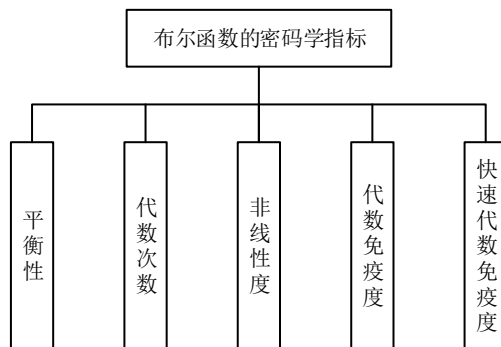 布尔函数的密码学指标
平衡性
代数次数
非线性度
代数免疫度
快速代数免疫度